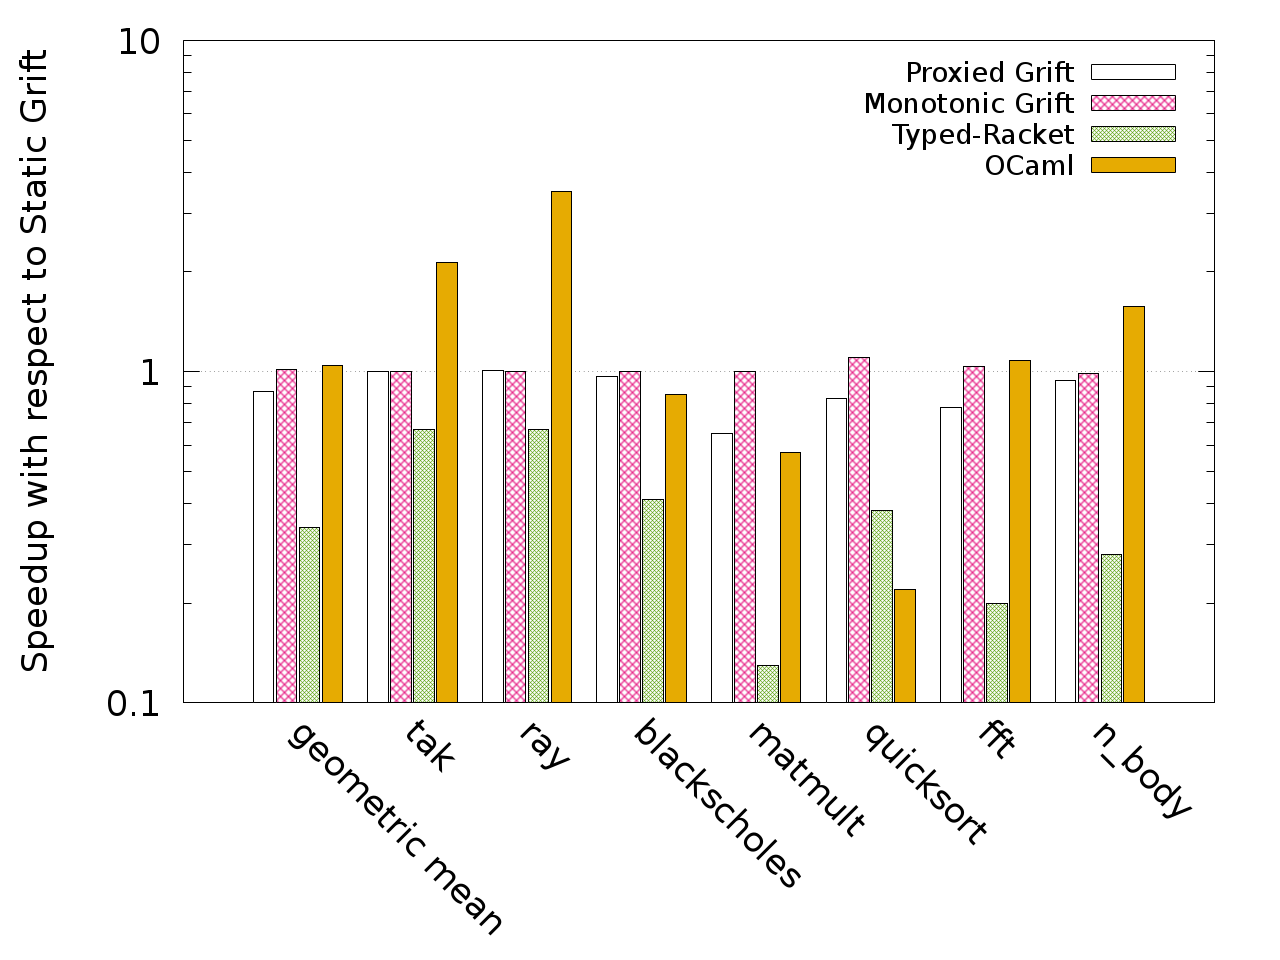 Speedup with respect to Static Grift
10
1
0.1
Proxied Grift
Monotonic Grift
Typed-Racket
OCaml
geometric mean
tak
ray
blackscholes
matmult
quicksort
fft
n_body